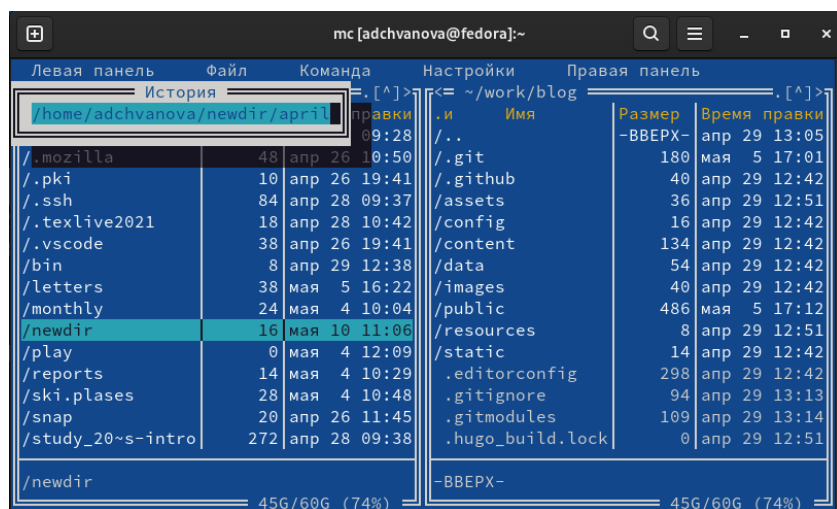 mc [adchvanova@fedora]:~
Левая панель Файл Команда Настройки Правая панель
История .[^]>
/home/adchvanova/newdir/april правки
09:28
/.mozilla 48 апр 26 10:50
/.pki 10 апр 26 19:41
/.ssh 84 апр 28 09:37
/.texlive2021 18 апр 28 10:42
/.vscode 38 апр 26 19:41
/bin 8 апр 29 12:38
/letters 38 мая 5 16:22
/monthly 24 мая 4 10:04
/newdir 16 мая 10 11:06
/play 0 мая 4 12:09
/reports 14 мая 4 10:29
/ski.plases 28 мая 4 10:48
/snap 20 апр 26 11:45
/study_20~s-intro 272 апр 28 09:38
/newdir
45G/60G (74%)
<= ~/work/blog .[^]>
.и Имя Размер Время правки
/.. -ВВЕРХ- апр 29 13:05
/.git 180 мая 5 17:01
/.github 40 апр 29 12:42
/assets 36 апр 29 12:51
/config 16 апр 29 12:42
/content 134 апр 29 12:42
/data 54 апр 29 12:42
/images 40 апр 29 12:42
/public 486 мая 5 17:12
/resources 8 апр 29 12:51
/static 14 апр 29 12:42
.editorconfig 298 апр 29 12:42
.gitignore 94 апр 29 13:13
.gitmodules 109 апр 29 13:14
.hugo_build.lock 0 апр 29 12:51
-ВВЕРХ-
45G/60G (74%)